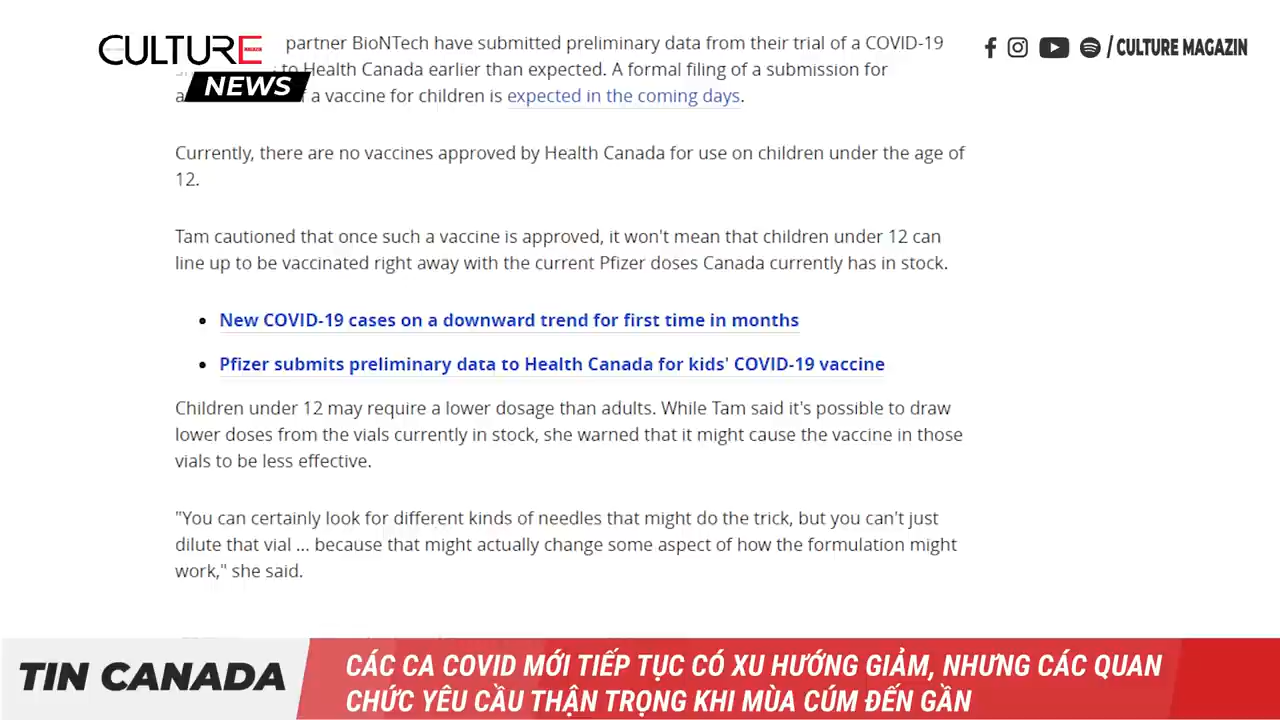 CULTURE
NEWS
/ CULTURE MAGAZIN
partner BioNTech have submitted preliminary data from their trial of a COVID-19
to Health Canada earlier than expected. A formal filing of a submission for
a vaccine for children is expected in the coming days.
Currently, there are no vaccines approved by Health Canada for use on children under the age of
12.
Tam cautioned that once such a vaccine is approved, it won't mean that children under 12 can
line up to be vaccinated right away with the current Pfizer doses Canada currently has in stock.
• New COVID-19 cases on a downward trend for first time in months
• Pfizer submits preliminary data to Health Canada for kids' COVID-19 vaccine
Children under 12 may require a lower dosage than adults. While Tam said it's possible to draw
lower doses from the vials currently in stock, she warned that it might cause the vaccine in those
vials to be less effective.
"You can certainly look for different kinds of needles that might do the trick, but you can't just
dilute that vial ... because that might actually change some aspect of how the formulation might
work," she said.
TIN CANADA
CÁC CA COVID MỚI TIẾP TỤC CÓ XU HƯỚNG GIẢM, NHƯNG CÁC QUAN
CHỨC YÊU CẦU THẬN TRỌNG KHI MÙA CÚM ĐẾN GẦN